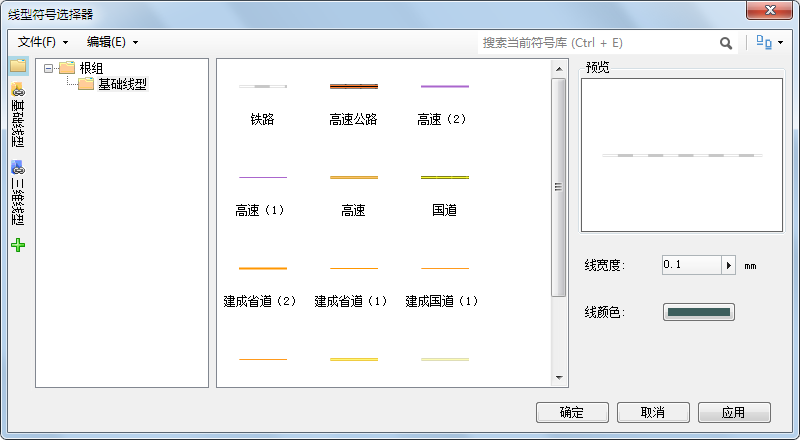 线型符号选择器
文件(F) 编辑(E) 搜索当前符号库 (Ctrl + E)
基础线型
三维线型
根组
基础线型
铁路 高速公路 高速（2）
高速（1） 高速 国道
建成省道（2） 建成省道（1） 建成国道（1）
预览
线宽度: 0.1 mm
线颜色:
确定 取消 应用